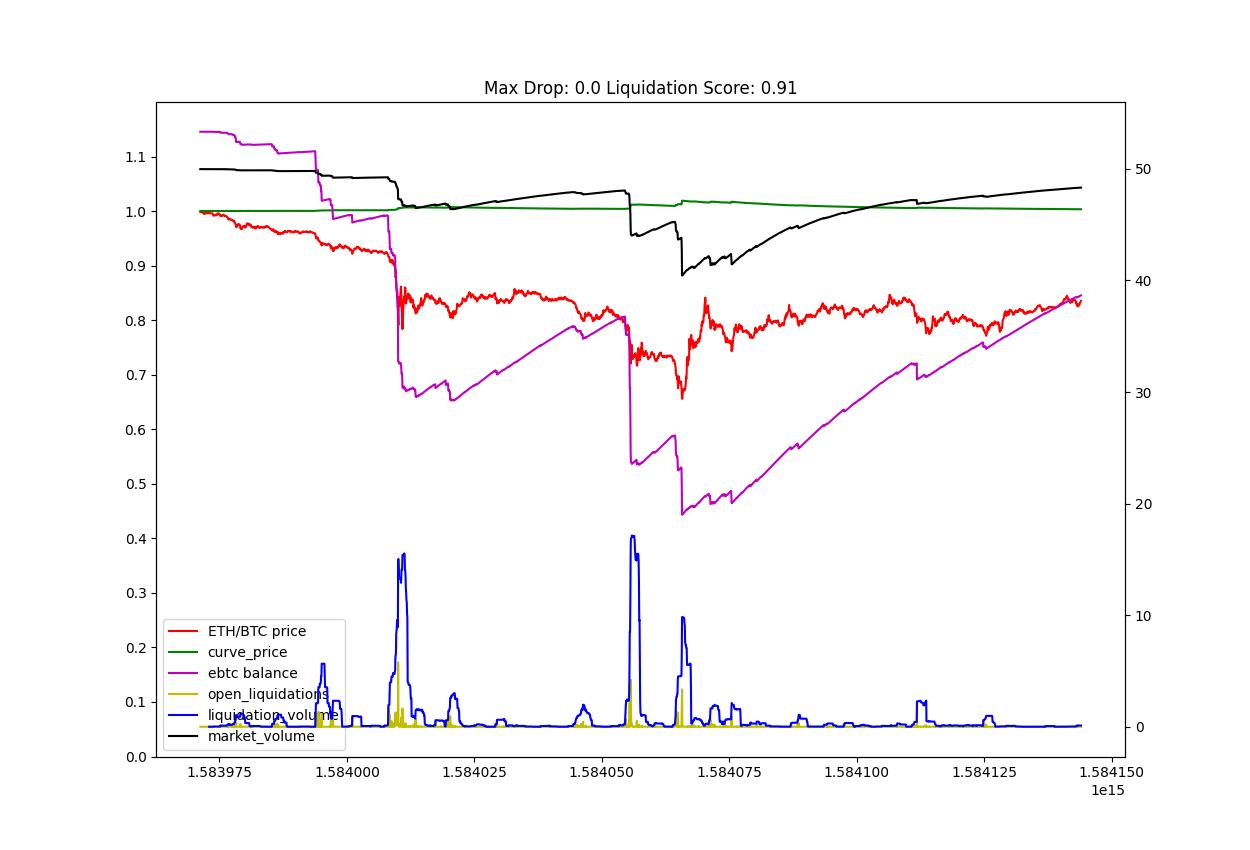 Max Drop: 0.0 Liquidation Score: 0.91
1.1
1.0
0.9
0.8
0.7
0.6
0.5
0.4
0.3
0.2
0.1
0.0
50
40
30
20
10
0
ETH/BTC price
curve_price
ebtc balance
open_liquidations
liquidation_volume
market_volume
1.583975 1.584000 1.584025 1.584050 1.584075 1.584100 1.584125 1.584150
1e15